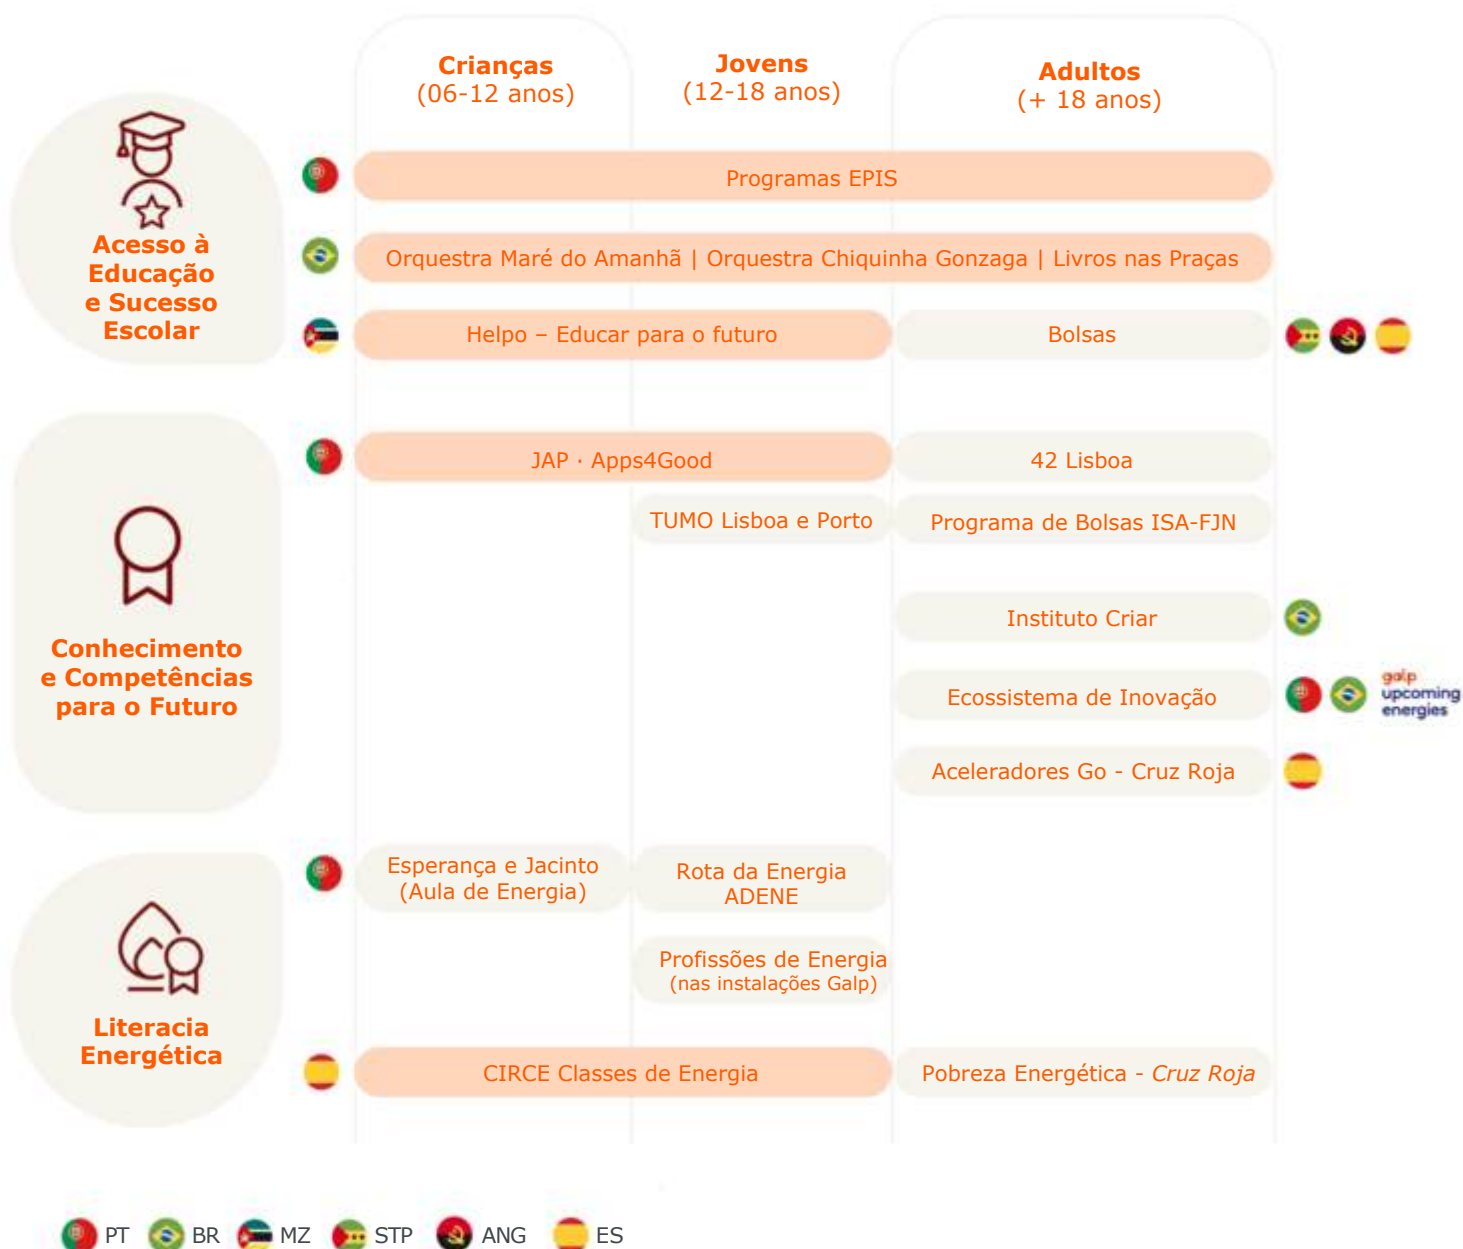 Crianças
(06-12 anos)
Jovens
(12-18 anos)
Adultos
(+ 18 anos)
Acesso à
Educação
e Sucesso
Escolar
Programas EPIS
Orquestra Maré do Amanhã | Orquestra Chiquinha Gonzaga | Livros nas Praças
Helpo – Educar para o futuro
Bolsas
Conhecimento
e Competências
para o Futuro
JAP · Apps4Good
42 Lisboa
TUMO Lisboa e Porto
Programa de Bolsas ISA-FJN
Instituto Criar
Ecossistema de Inovação
galp
upcoming
energies
Aceleradores Go - Cruz Roja
Literacia
Energética
Esperança e Jacinto
(Aula de Energia)
Rota da Energia
ADENE
Profissões de Energia
(nas instalações Galp)
CIRCE Classes de Energia
Pobreza Energética - Cruz Roja
PT
BR
MZ
STP
ANG
ES